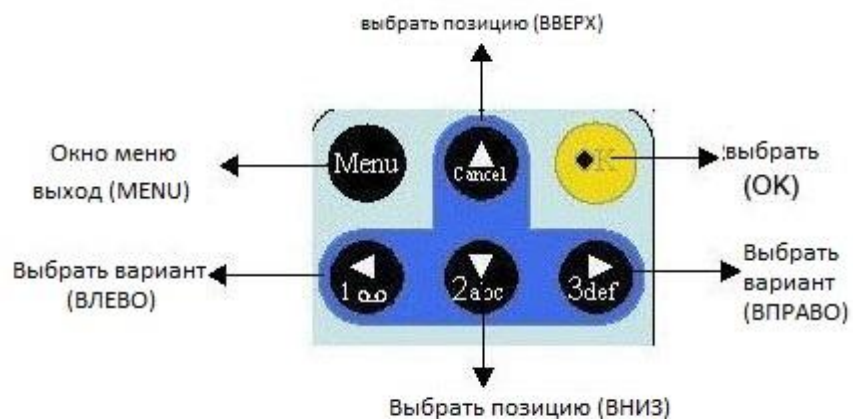 выбрать позицию (ВВЕРХ)
Окно меню
выход (MENU)
Menu
Cancel
OK
выбрать
(OK)
Выбрать вариант
(ВЛЕВО)
1
2abc
3def
Выбрать
вариант
(ВПРАВО)
Выбрать позицию (ВНИЗ)